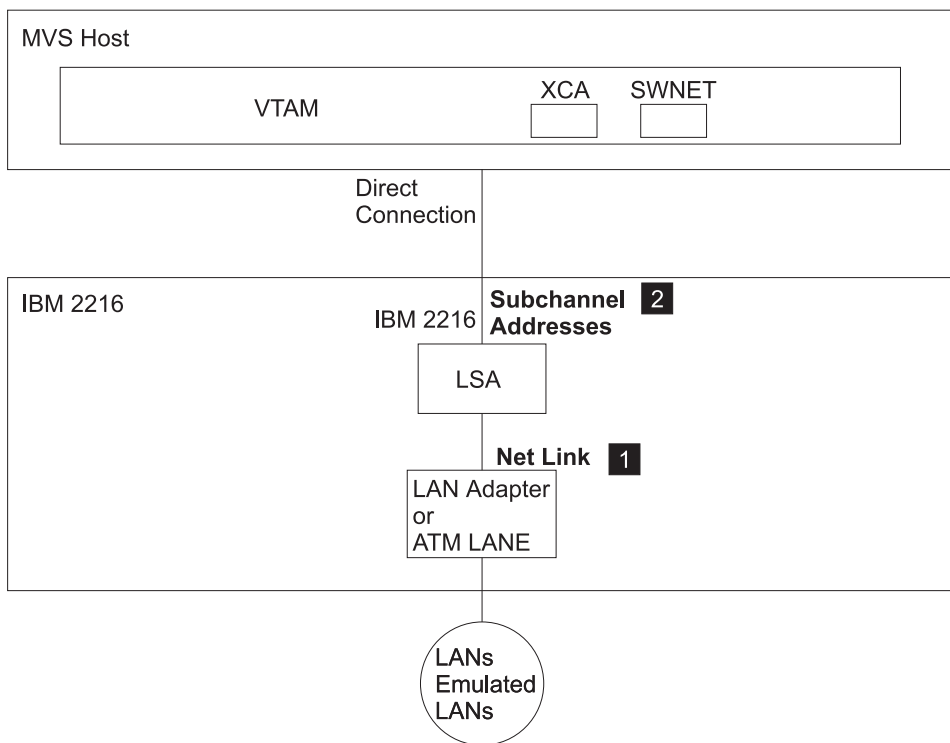 MVS Host
VTAM
XCA
SWNET
Direct
Connection
IBM 2216
IBM 2216
Subchannel 2
Addresses
LSA
Net Link 1
LAN Adapter
or
ATM LANE
LANs
Emulated
LANs